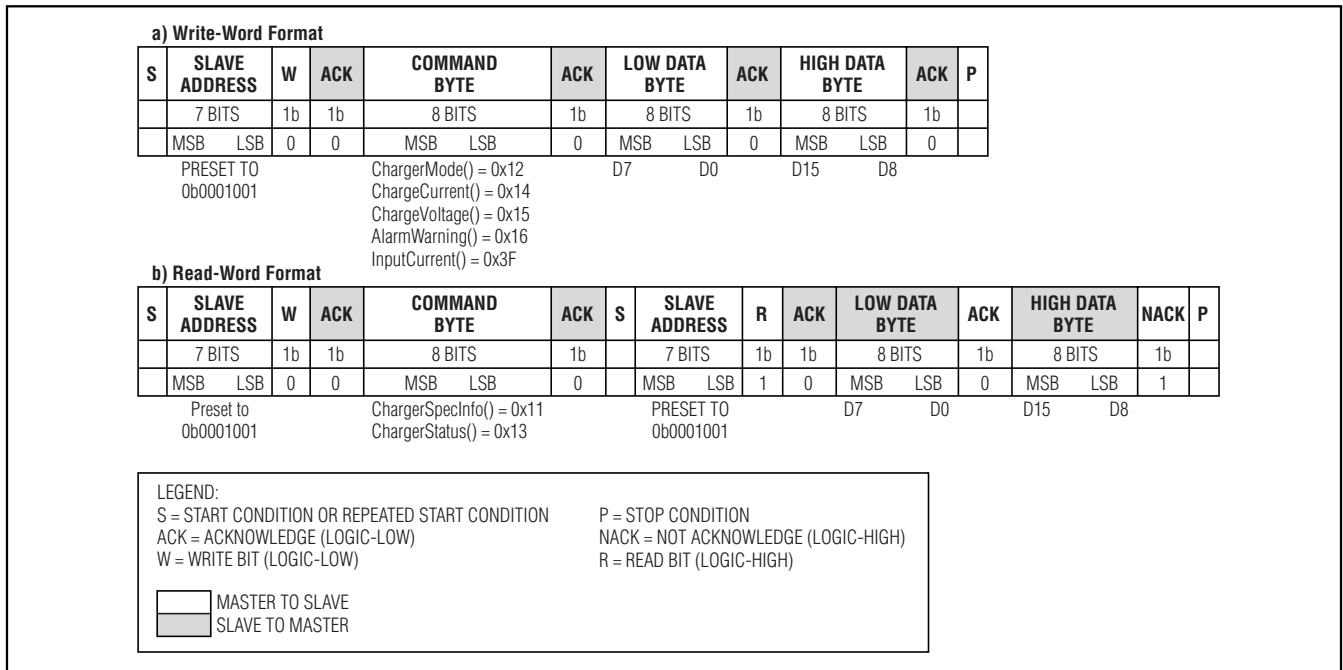 a) Write-Word Format
S SLAVE ADDRESS W ACK COMMAND BYTE ACK LOW DATA BYTE ACK HIGH DATA BYTE ACK P
7 BITS 1b 1b 8 BITS 1b 8 BITS 1b 8 BITS 1b
MSB LSB 0 0 MSB LSB 0 MSB LSB 0 MSB LSB 0
PRESET TO 0b0001001 ChargerMode() = 0x12 D7 D0 D15 D8
ChargeCurrent() = 0x14
ChargeVoltage() = 0x15
AlarmWarning() = 0x16
InputCurrent() = 0x3F
b) Read-Word Format
S SLAVE ADDRESS W ACK COMMAND BYTE ACK S SLAVE ADDRESS R ACK LOW DATA BYTE ACK HIGH DATA BYTE NACK P
7 BITS 1b 1b 8 BITS 1b 7 BITS 1b 1b 8 BITS 1b 8 BITS 1b
MSB LSB 0 0 MSB LSB 0 MSB LSB 1 0 MSB LSB 0 MSB LSB 1
Preset to ChargerSpecInfo() = 0x11 PRESET TO D7 D0 D15 D8
0b0001001 ChargerStatus() = 0x13 0b0001001
LEGEND:
S = START CONDITION OR REPEATED START CONDITION P = STOP CONDITION
ACK = ACKNOWLEDGE (LOGIC-LOW) NACK = NOT ACKNOWLEDGE (LOGIC-HIGH)
W = WRITE BIT (LOGIC-LOW) R = READ BIT (LOGIC-HIGH)
MASTER TO SLAVE
SLAVE TO MASTER